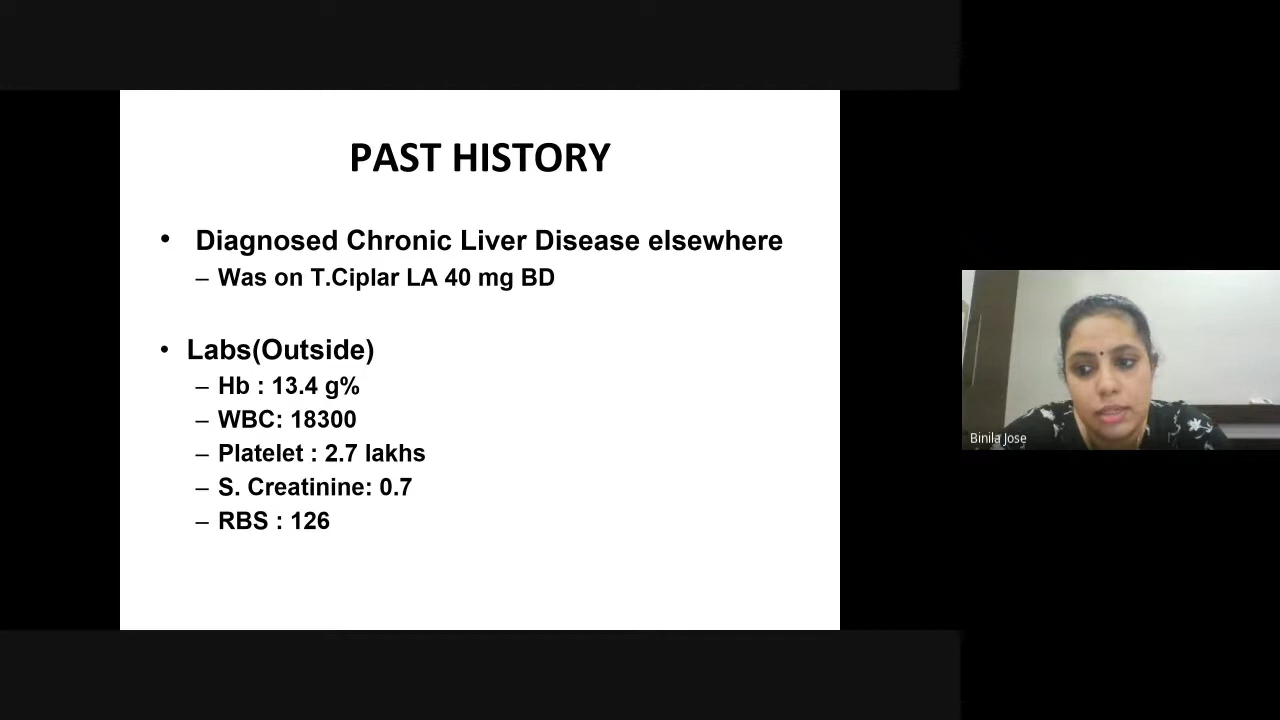 PAST HISTORY
• Diagnosed Chronic Liver Disease elsewhere
– Was on T.Ciplar LA 40 mg BD
• Labs(Outside)
– Hb : 13.4 g%
– WBC: 18300
– Platelet : 2.7 lakhs
– S. Creatinine: 0.7
– RBS : 126
Binila Jose